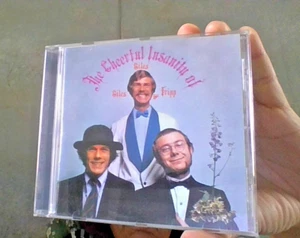 The Cheerful Insanity of
Giles
Giles Fripp